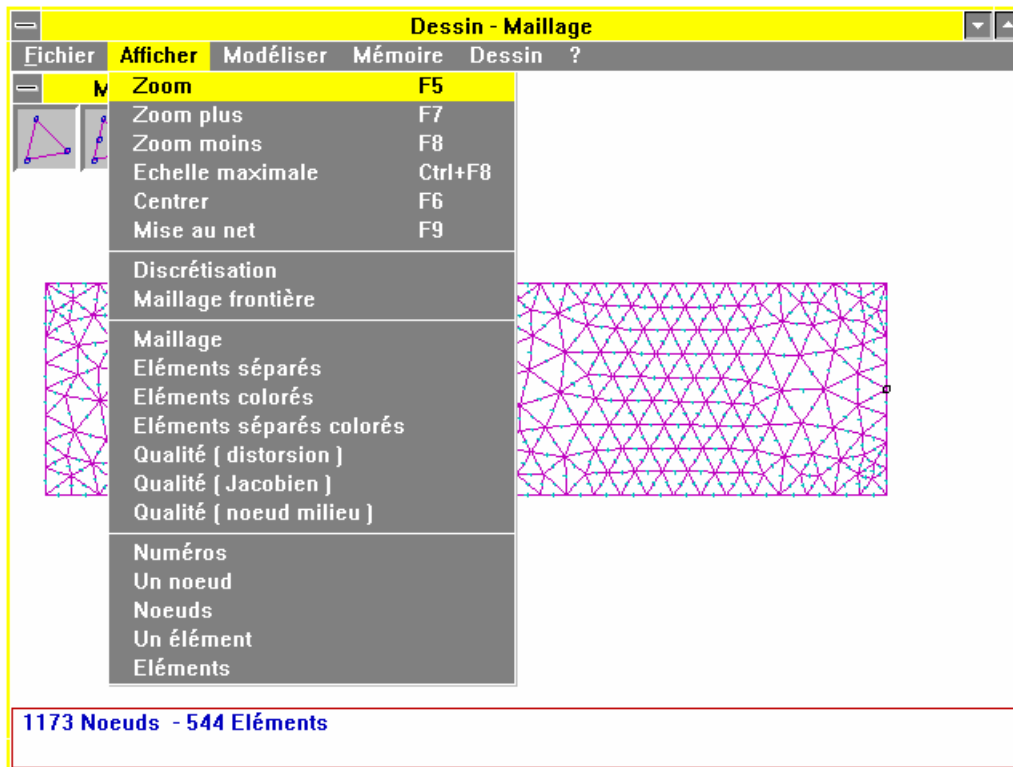 Dessin - Maillage
Fichier Afficher Modéliser Mémoire Dessin ?
M
Zoom F5
Zoom plus F7
Zoom moins F8
Echelle maximale Ctrl+F8
Centrer F6
Mise au net F9
Discrétisation
Maillage frontière
Maillage
Eléments séparés
Eléments colorés
Eléments séparés colorés
Qualité ( distorsion )
Qualité ( Jacobien )
Qualité ( noeud milieu )
Numéros
Un noeud
Noeuds
Un élément
Eléments
1173 Noeuds - 544 Eléments